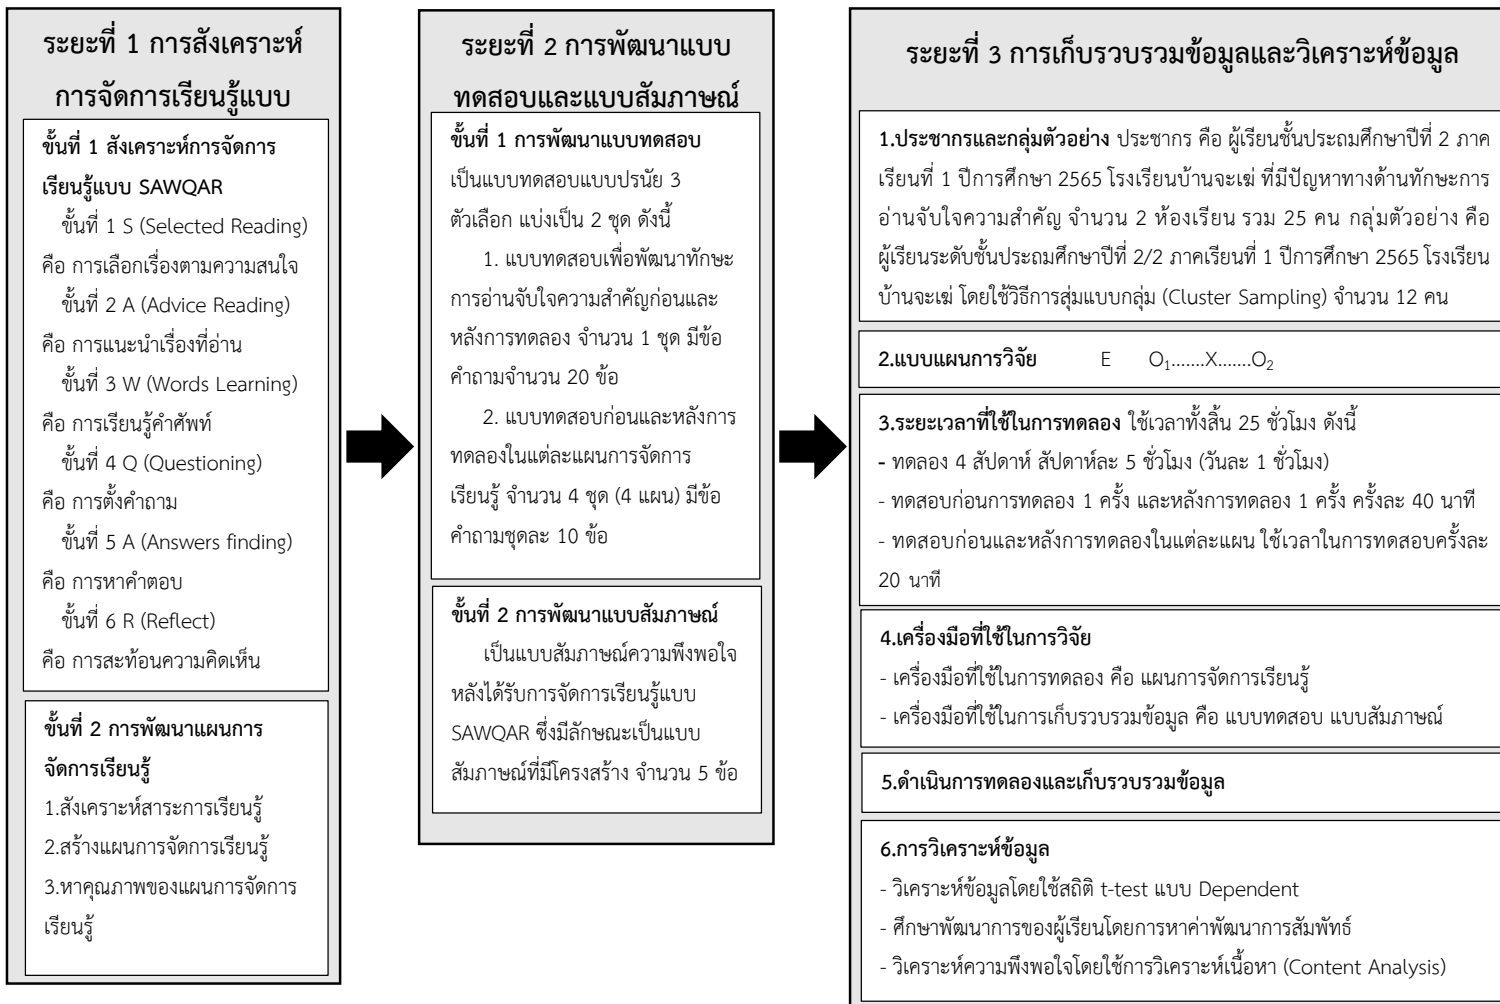 ระยะที่ 1 การสังเคราะห์
การจัดการเรียนรู้แบบ
ขั้นที่ 1 สังเคราะห์การจัดการ
เรียนรู้แบบ SAWQAR
ขั้นที่ 1 S (Selected Reading)
คือ การเลือกเรื่องตามความสนใจ
ขั้นที่ 2 A (Advice Reading)
คือ การแนะนำเรื่องที่อ่าน
ขั้นที่ 3 W (Words Learning)
คือ การเรียนรู้คำศัพท์
ขั้นที่ 4 Q (Questioning)
คือ การตั้งคำถาม
ขั้นที่ 5 A (Answers finding)
คือ การหาคำตอบ
ขั้นที่ 6 R (Reflect)
คือ การสะท้อนความคิดเห็น
ขั้นที่ 2 การพัฒนาแผนการ
จัดการเรียนรู้
1.สังเคราะห์สาระการเรียนรู้
2.สร้างแผนการจัดการเรียนรู้
3.หาคุณภาพของแผนการจัดการ
เรียนรู้
ระยะที่ 2 การพัฒนาแบบ
ทดสอบและแบบสัมภาษณ์
ขั้นที่ 1 การพัฒนาแบบทดสอบ
เป็นแบบทดสอบแบบปรนัย 3
ตัวเลือก แบ่งเป็น 2 ชุด ดังนี้
1. แบบทดสอบเพื่อพัฒนาทักษะ
การอ่านจับใจความสำคัญก่อนและ
หลังการทดลอง จำนวน 1 ชุด มีข้อ
คำถามจำนวน 20 ข้อ
2. แบบทดสอบก่อนและหลังการ
ทดลองในแต่ละแผนการจัดการ
เรียนรู้ จำนวน 4 ชุด (4 แผน) มีข้อ
คำถามชุดละ 10 ข้อ
ขั้นที่ 2 การพัฒนาแบบสัมภาษณ์
เป็นแบบสัมภาษณ์ความพึงพอใจ
หลังได้รับการจัดการเรียนรู้แบบ
SAWQAR ซึ่งมีลักษณะเป็นแบบ
สัมภาษณ์ที่มีโครงสร้าง จำนวน 5 ข้อ
ระยะที่ 3 การเก็บรวบรวมข้อมูลและวิเคราะห์ข้อมูล
1.ประชากรและกลุ่มตัวอย่าง ประชากร คือ ผู้เรียนชั้นประถมศึกษาปีที่ 2 ภาค
เรียนที่ 1 ปีการศึกษา 2565 โรงเรียนบ้านจะเฆ่ ที่มีปัญหาทางด้านทักษะการ
อ่านจับใจความสำคัญ จำนวน 2 ห้องเรียน รวม 25 คน กลุ่มตัวอย่าง คือ
ผู้เรียนระดับชั้นประถมศึกษาปีที่ 2/2 ภาคเรียนที่ 1 ปีการศึกษา 2565 โรงเรียน
บ้านจะเฆ่ โดยใช้วิธีการสุ่มแบบกลุ่ม (Cluster Sampling) จำนวน 12 คน
2.แบบแผนการวิจัย E O₁.......X.......O₂
3.ระยะเวลาที่ใช้ในการทดลอง ใช้เวลาทั้งสิ้น 25 ชั่วโมง ดังนี้
- ทดลอง 4 สัปดาห์ สัปดาห์ละ 5 ชั่วโมง (วันละ 1 ชั่วโมง)
- ทดสอบก่อนการทดลอง 1 ครั้ง และหลังการทดลอง 1 ครั้ง ครั้งละ 40 นาที
- ทดสอบก่อนและหลังการทดลองในแต่ละแผน ใช้เวลาในการทดสอบครั้งละ
20 นาที
4.เครื่องมือที่ใช้ในการวิจัย
- เครื่องมือที่ใช้ในการทดลอง คือ แผนการจัดการเรียนรู้
- เครื่องมือที่ใช้ในการเก็บรวบรวมข้อมูล คือ แบบทดสอบ แบบสัมภาษณ์
5.ดำเนินการทดลองและเก็บรวบรวมข้อมูล
6.การวิเคราะห์ข้อมูล
- วิเคราะห์ข้อมูลโดยใช้สถิติ t-test แบบ Dependent
- ศึกษาพัฒนาการของผู้เรียนโดยการหาค่าพัฒนาการสัมพัทธ์
- วิเคราะห์ความพึงพอใจโดยใช้การวิเคราะห์เนื้อหา (Content Analysis)